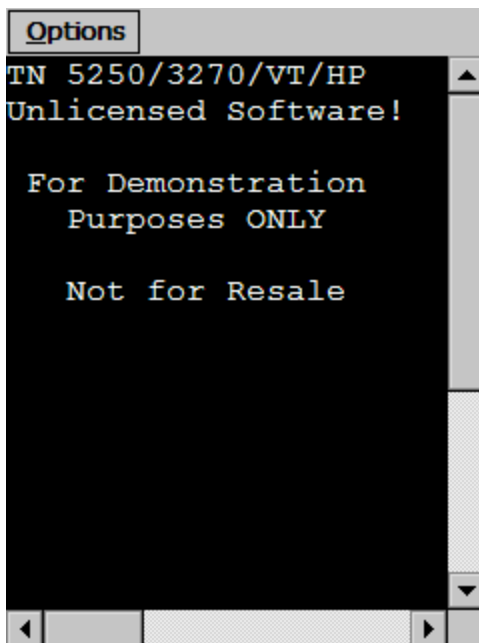 Options
TN 5250/3270/VT/HP
Unlicensed Software!
For Demonstration
Purposes ONLY
Not for Resale